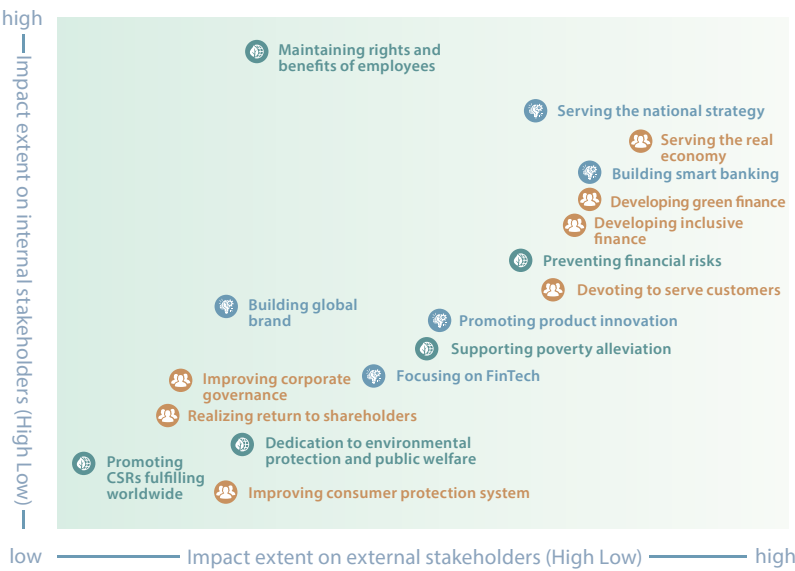 high
Impact extent on internal stakeholders (High Low)
Maintaining rights and
benefits of employees
Serving the national strategy
Serving the real
economy
Building smart banking
Developing green finance
Developing inclusive
finance
Preventing financial risks
Devoting to serve customers
Building global
brand
Promoting product innovation
Supporting poverty alleviation
Focusing on FinTech
Improving corporate
governance
Realizing return to shareholders
Dedication to environmental
protection and public welfare
Promoting
CSRs fulfilling
worldwide
Improving consumer protection system
low
Impact extent on external stakeholders (High Low)
high